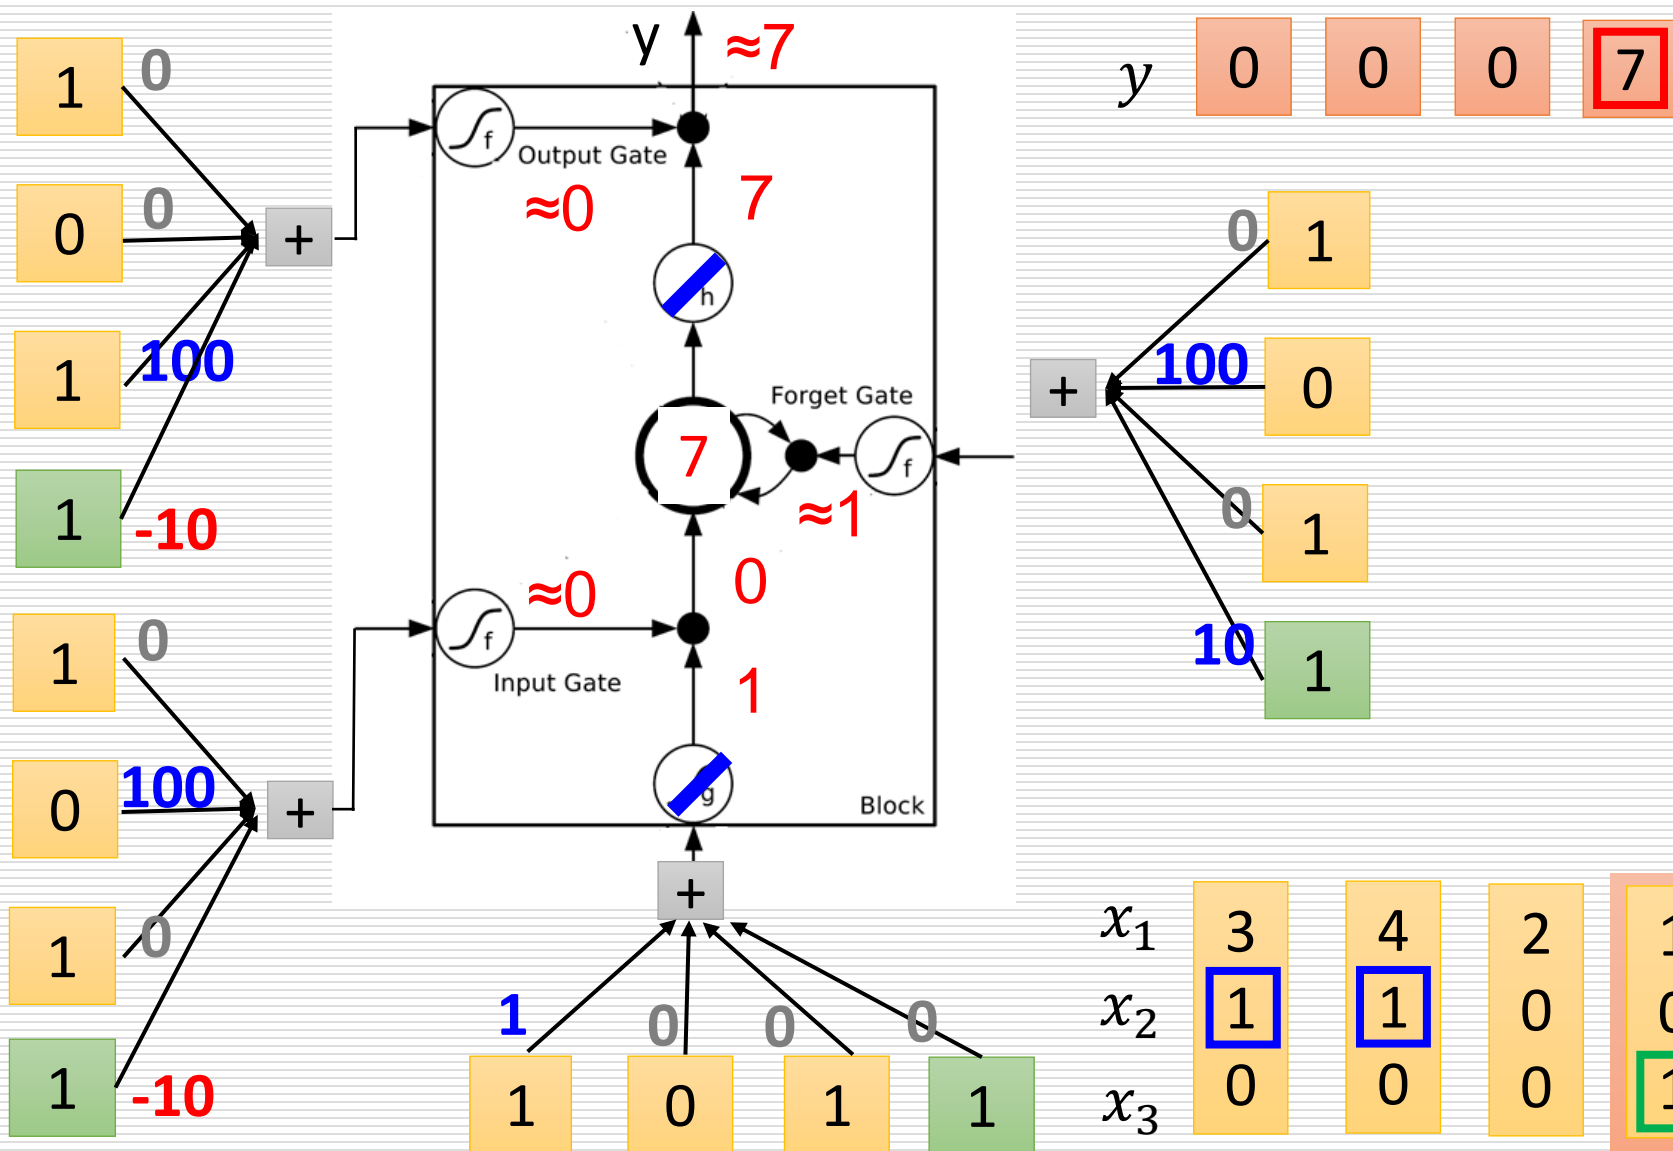 1 0
0 0
1 100
1 -10
+
1 0
0 100
1 0
1 -10
+
y ≈7
f
Output Gate
≈0
7
h
Forget Gate
7
f
≈1
0
≈0
f
Input Gate
1
g
Block
+
1 0 0 0
1 0 1 1
y 0 0 0 7
0 1
100 0
0 1
10 1
+
x1 3 4 2 1
x2 1 1 0 0
x3 0 0 0 1